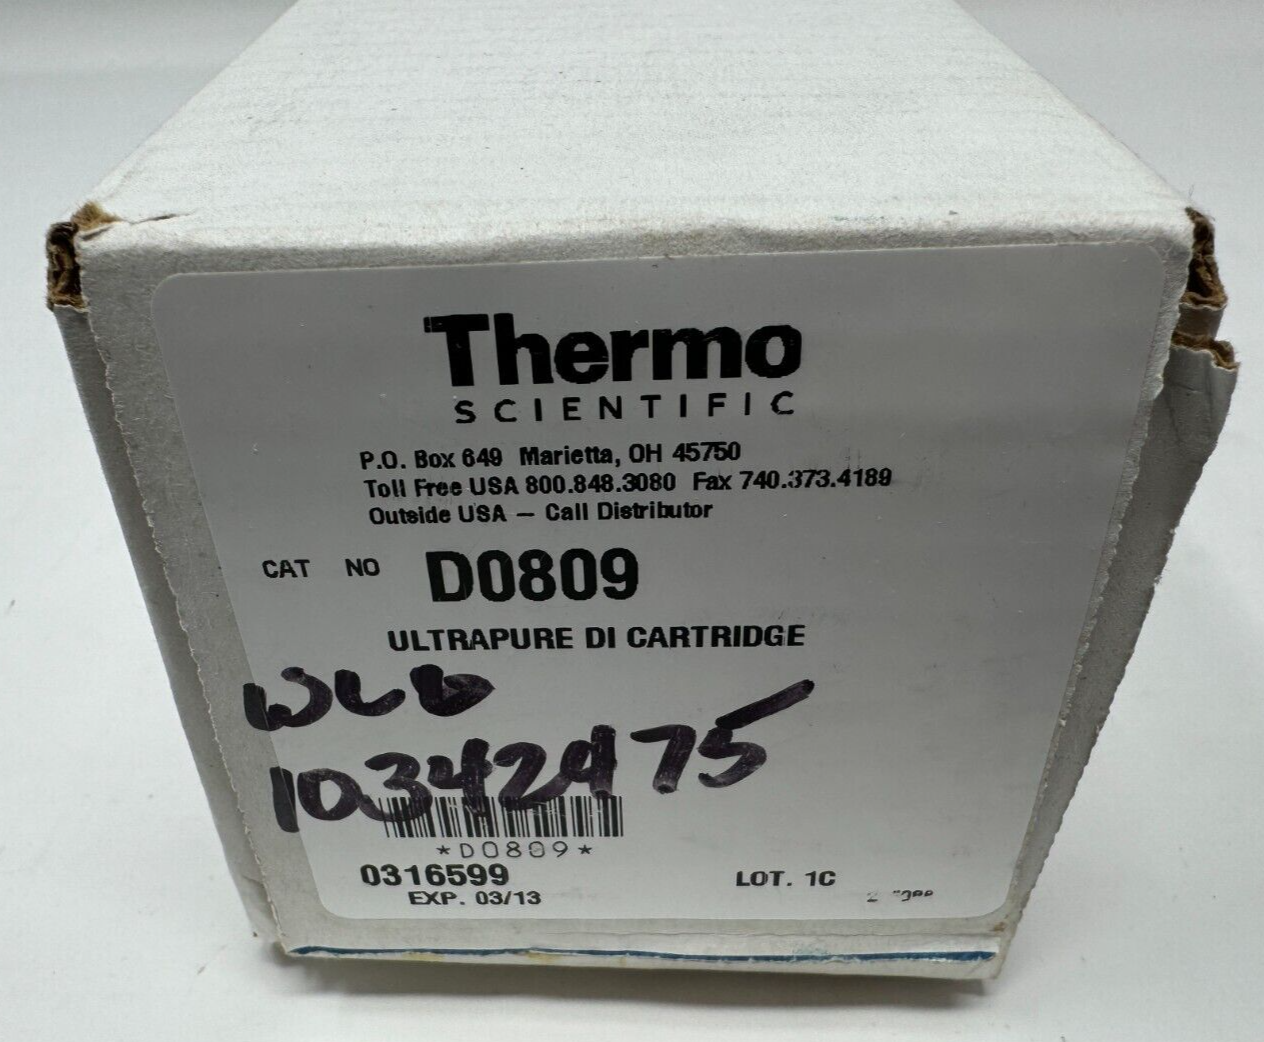 Thermo
SCIENTIFIC
P.O. Box 649 Marietta, OH 45750
Toll Free USA 800.848.3080 Fax 740.373.4189
Outside USA – Call Distributor
CAT NO D0809
ULTRAPURE DI CARTRIDGE
10342975
*D0809*
0316599 LOT. 1C
EXP. 03/13